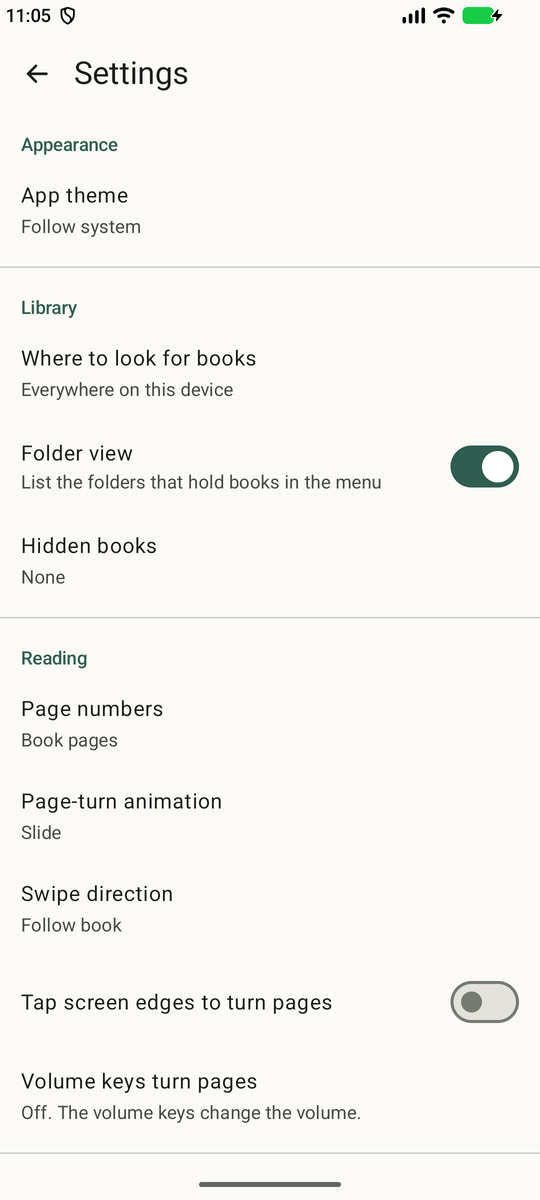 11:05
Settings
Appearance
App theme
Follow system
Library
Where to look for books
Everywhere on this device
Folder view
List the folders that hold books in the menu
Hidden books
None
Reading
Page numbers
Book pages
Page-turn animation
Slide
Swipe direction
Follow book
Tap screen edges to turn pages
Volume keys turn pages
Off. The volume keys change the volume.